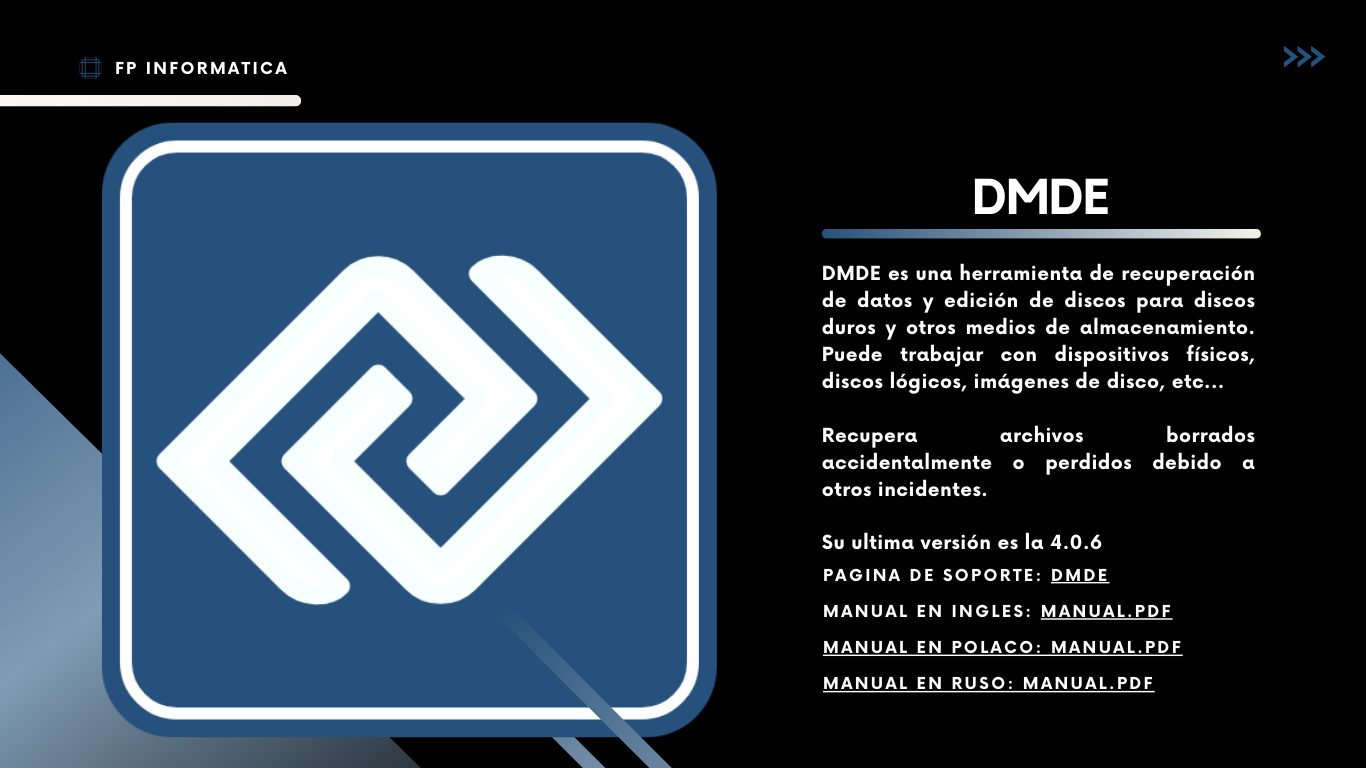 FP INFORMATICA
DMDE
DMDE es una herramienta de recuperación
de datos y edición de discos para discos
duros y otros medios de almacenamiento.
Puede trabajar con dispositivos físicos,
discos lógicos, imágenes de disco, etc...
Recupera archivos borrados
accidentalmente o perdidos debido a
otros incidentes.
Su ultima versión es la 4.0.6
PAGINA DE SOPORTE: DMDE
MANUAL EN INGLES: MANUAL.PDF
MANUAL EN POLACO: MANUAL.PDF
MANUAL EN RUSO: MANUAL.PDF